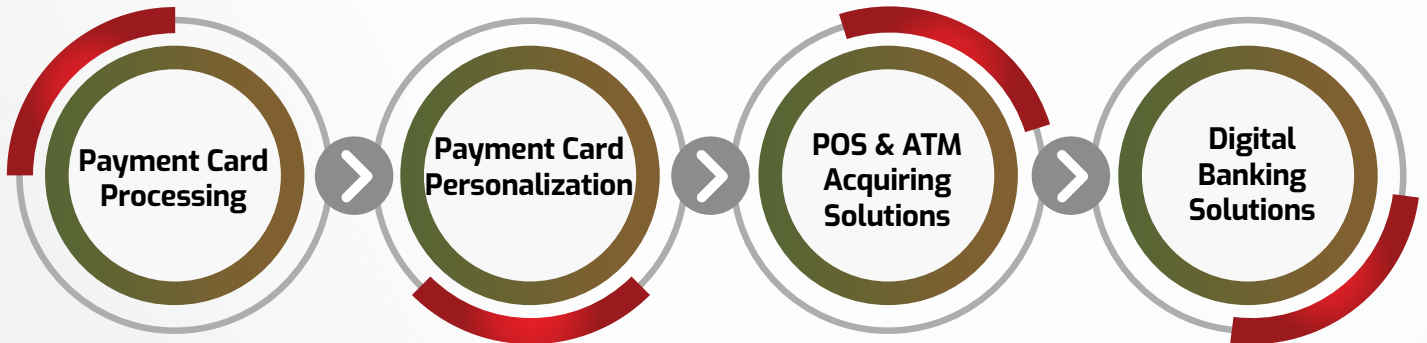 Payment Card
Processing
Payment Card
Personalization
POS & ATM
Acquiring
Solutions
Digital
Banking
Solutions